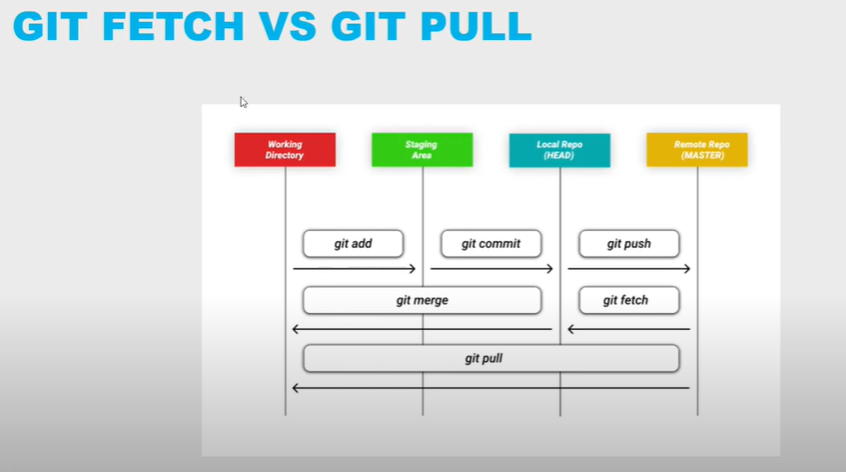 GIT FETCH VS GIT PULL
Working
Directory
Staging
Area
Local Repo
(HEAD)
Remote Repo
(MASTER)
git add
git commit
git push
git merge
git fetch
git pull